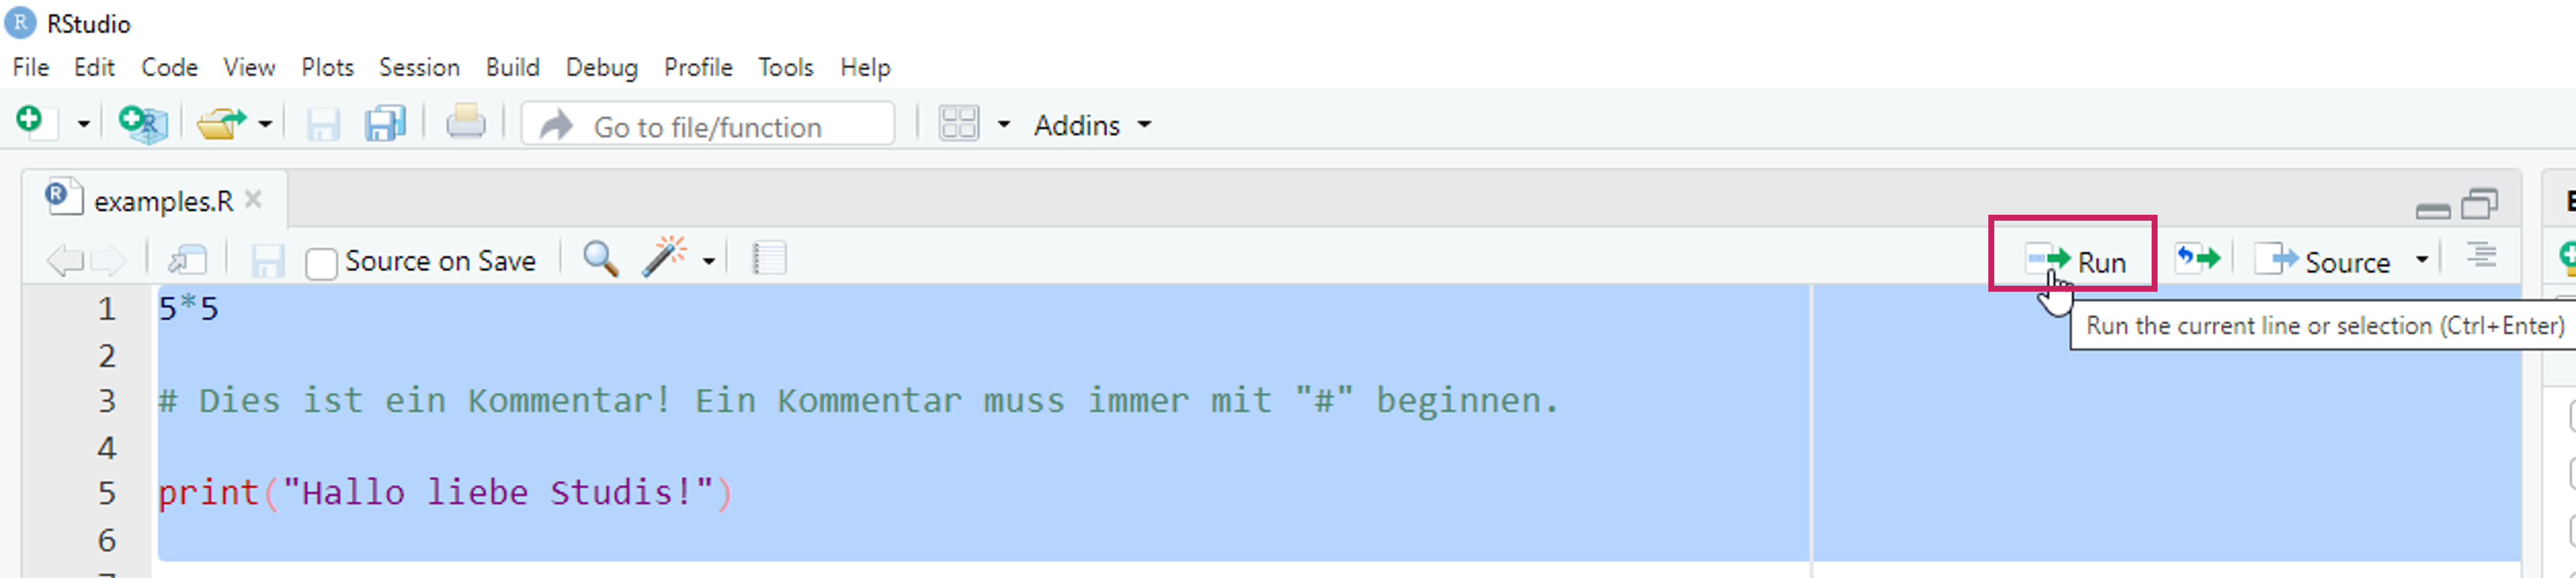 RStudio
File Edit Code View Plots Session Build Debug Profile Tools Help
Go to file/function Addins
examples.R
Source on Save Run Source
Run the current line or selection (Ctrl+Enter)
1 5*5
2
3 # Dies ist ein Kommentar! Ein Kommentar muss immer mit "#" beginnen.
4
5 print("Hallo liebe Studis!")
6